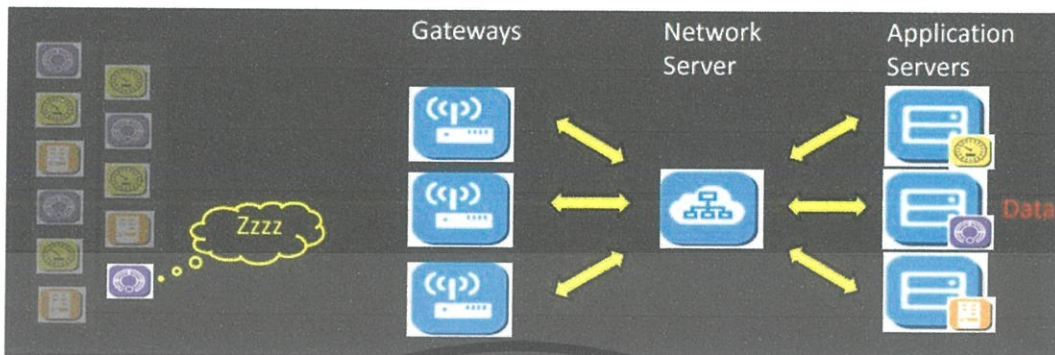 Gateways
Network
Server
Application
Servers
Zzzz
Data